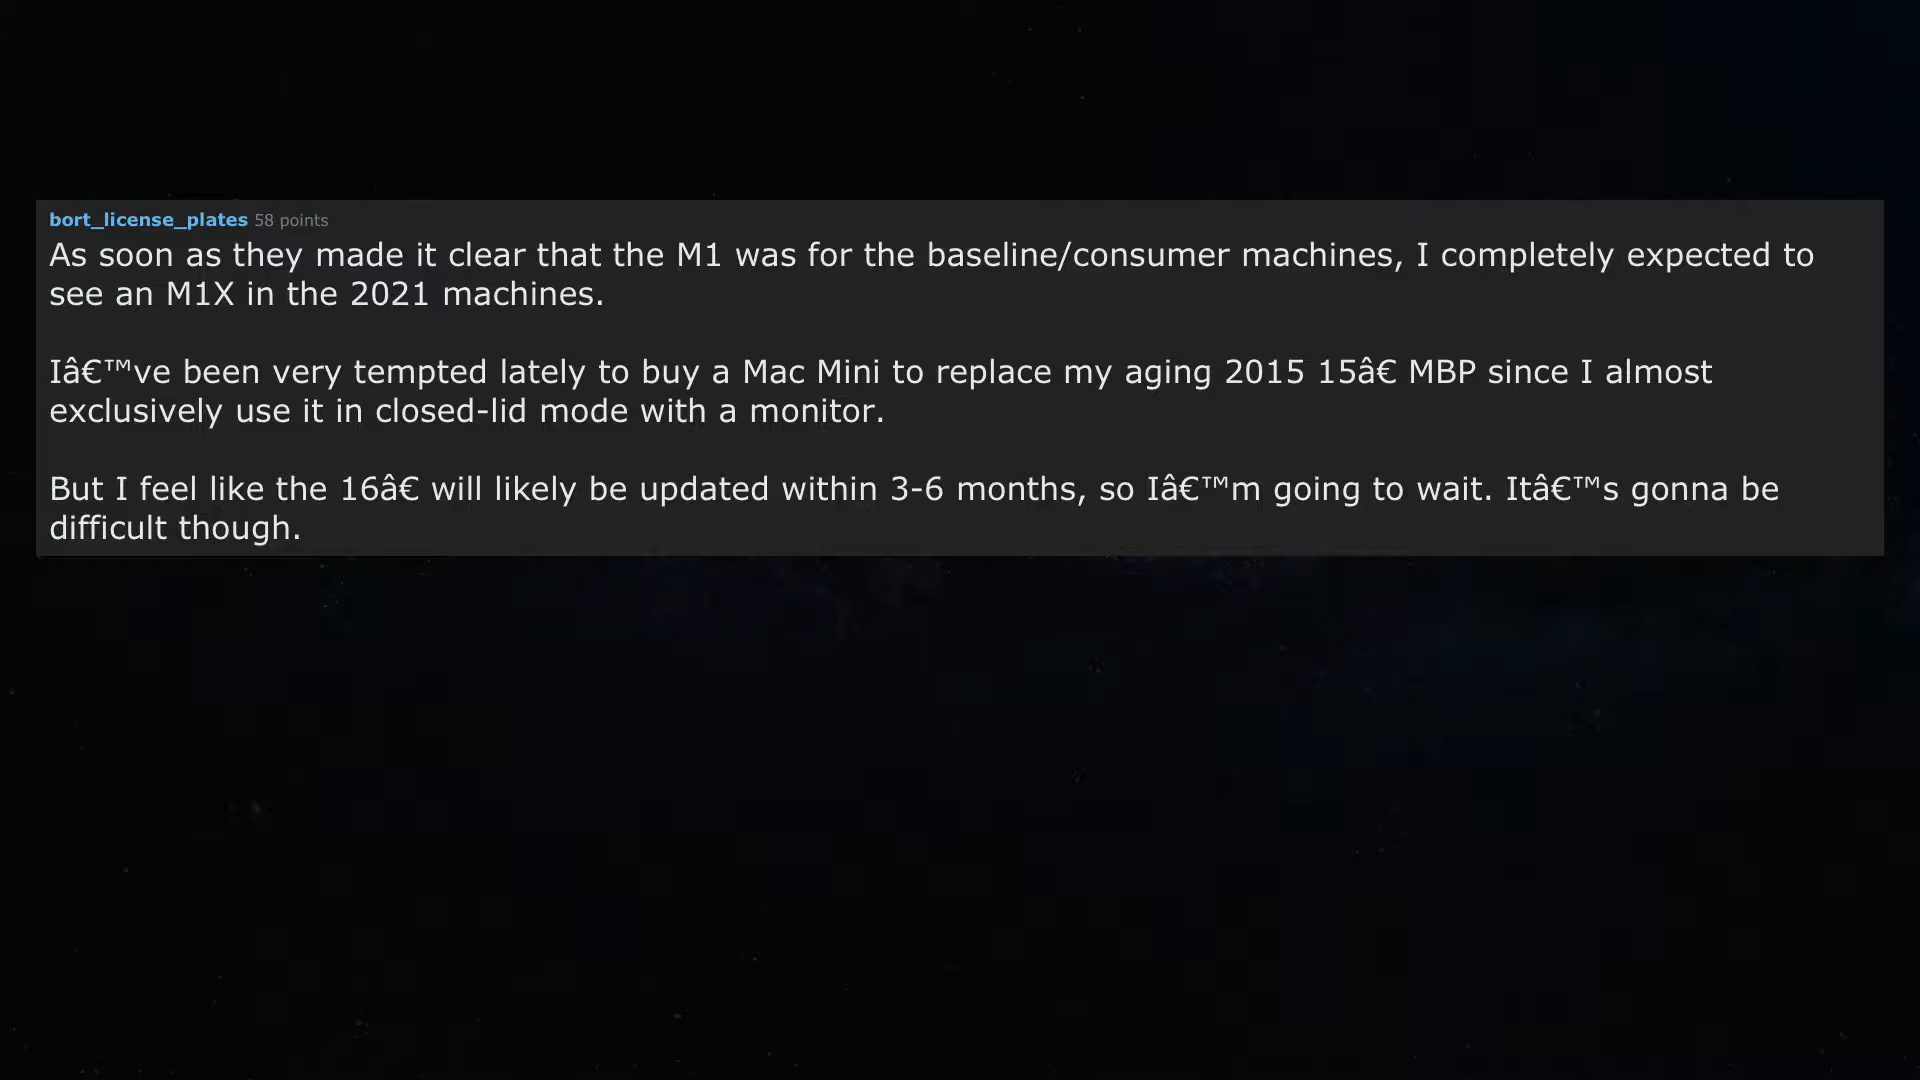 bort_license_plates 58 points
As soon as they made it clear that the M1 was for the baseline/consumer machines, I completely expected to
see an M1X in the 2021 machines.
Iâ€™ve been very tempted lately to buy a Mac Mini to replace my aging 2015 15â€ MBP since I almost
exclusively use it in closed-lid mode with a monitor.
But I feel like the 16â€ will likely be updated within 3-6 months, so Iâ€™m going to wait. Itâ€™s gonna be
difficult though.